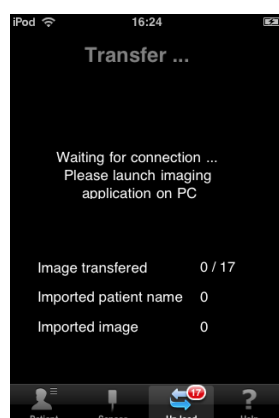 iPod 16:24
Transfer ...
Waiting for connection ...
Please launch imaging
application on PC
Image transfered 0 / 17
Imported patient name 0
Imported image 0
17